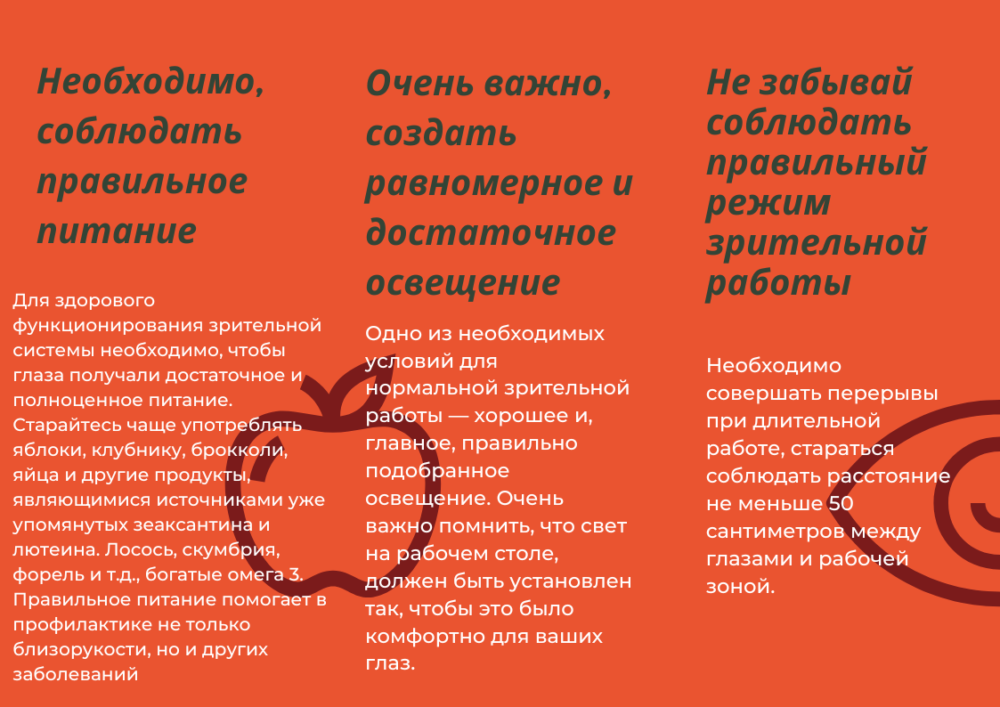 Необходимо,
соблюдать
правильное
питание
Для здорового
функционирования зрительной
системы необходимо, чтобы
глаза получали достаточное и
полноценное питание.
Старайтесь чаще употреблять
яблоки, клубнику, брокколи,
яйца и другие продукты,
являющимися источниками уже
упомянутых зеаксантина и
лютеина. Лосось, скумбрия,
форель и т.д., богатые омега 3.
Правильное питание помогает в
профилактике не только
близорукости, но и других
заболеваний
Очень важно,
создать
равномерное и
достаточное
освещение
Одно из необходимых
условий для
нормальной зрительной
работы — хорошее и,
главное, правильно
подобранное
освещение. Очень
важно помнить, что свет
на рабочем столе,
должен быть установлен
так, чтобы это было
комфортно для ваших
глаз.
Не забывай
соблюдать
правильный
режим
зрительной
работы
Необходимо
совершать перерывы
при длительной
работе, стараться
соблюдать расстояние
не меньше 50
сантиметров между
глазами и рабочей
зоной.